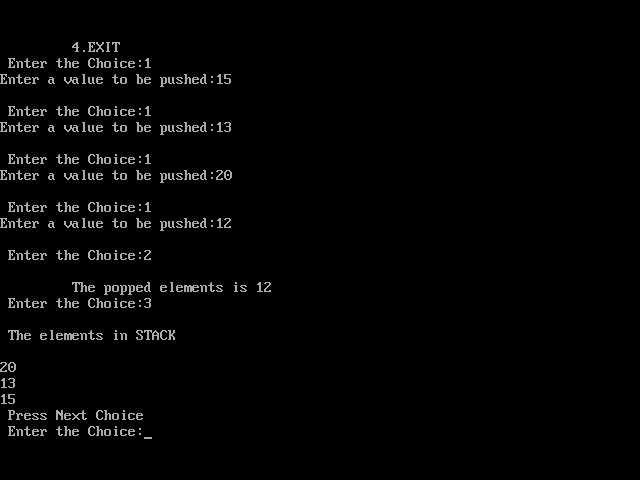 4.EXIT
Enter the Choice:1
Enter a value to be pushed:15
Enter the Choice:1
Enter a value to be pushed:13
Enter the Choice:1
Enter a value to be pushed:20
Enter the Choice:1
Enter a value to be pushed:12
Enter the Choice:2
The popped elements is 12
Enter the Choice:3
The elements in STACK
20
13
15
Press Next Choice
Enter the Choice:_